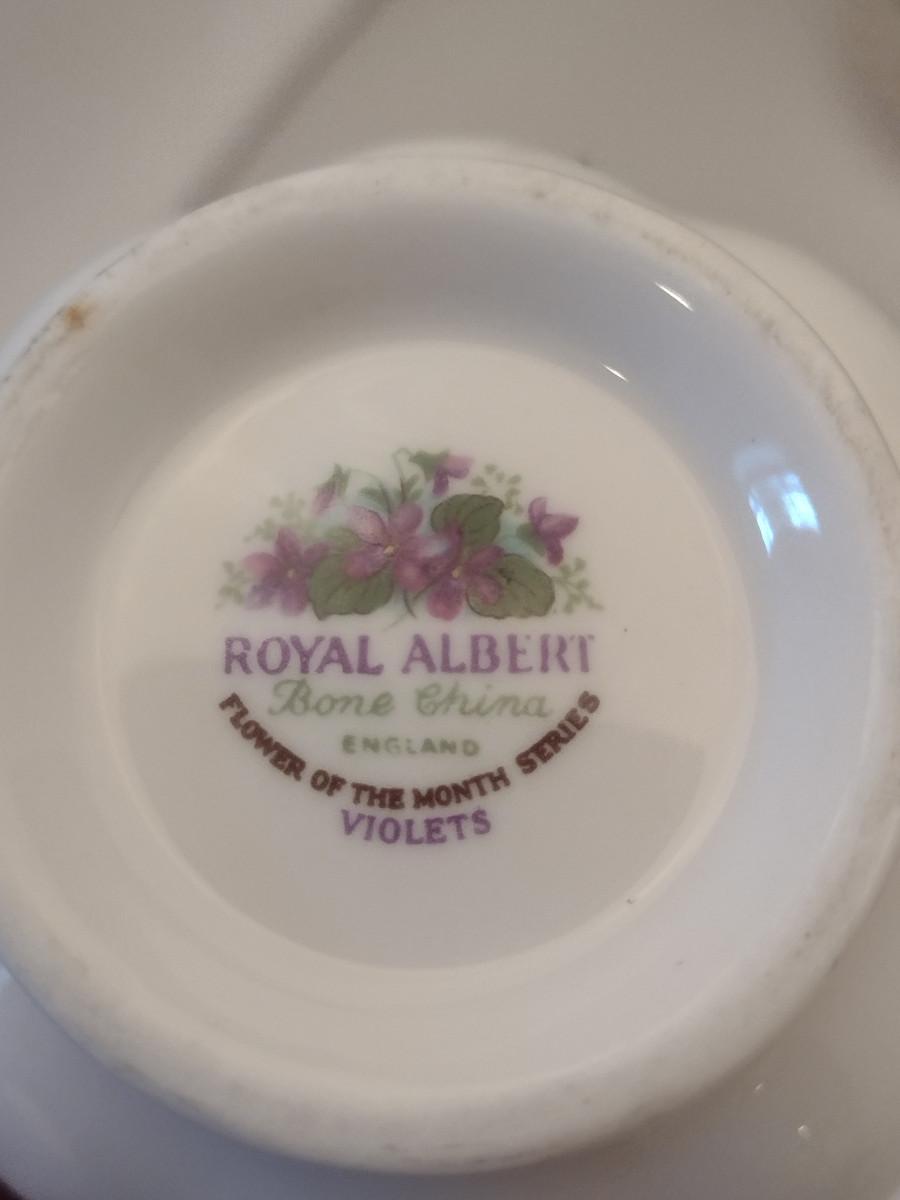 ROYAL ALBERT
Bone China
ENGLAND
FLOWER OF THE MONTH SERIES
VIOLETS